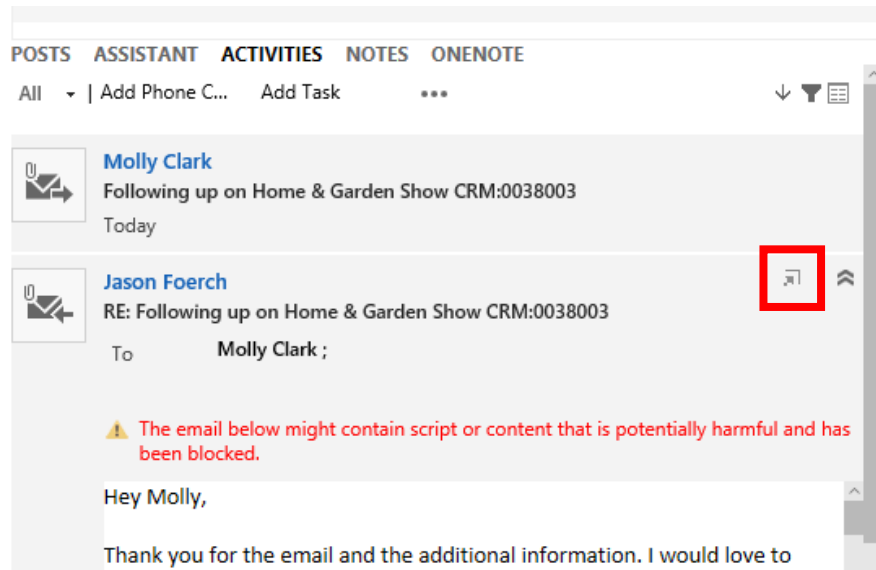 POSTS ASSISTANT ACTIVITIES NOTES ONENOTE
All | Add Phone C... Add Task ...
Molly Clark
Following up on Home & Garden Show CRM:0038003
Today
Jason Foerch
RE: Following up on Home & Garden Show CRM:0038003
To Molly Clark ;
The email below might contain script or content that is potentially harmful and has
been blocked.
Hey Molly,
Thank you for the email and the additional information. I would love to